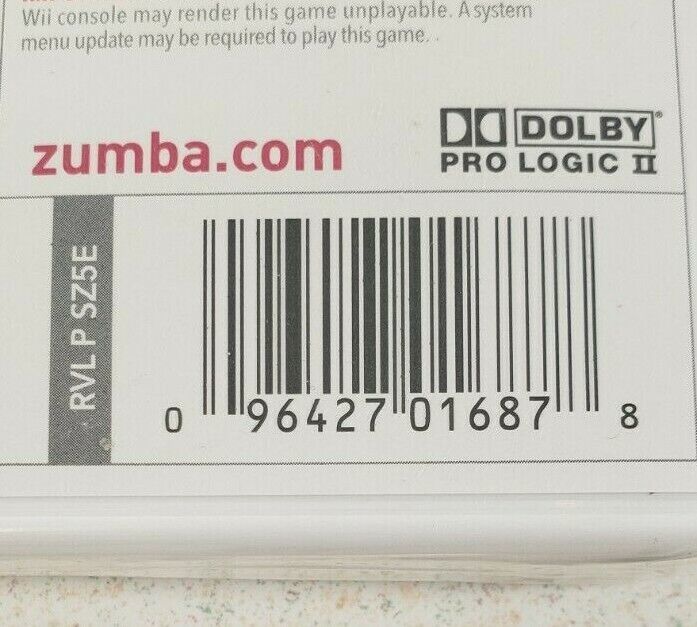 Wii console may render this game unplayable. A system
menu update may be required to play this game.
zumba.com
DOLBY®
PRO LOGIC II
RVL P SZ5E
0 96427 01687 8